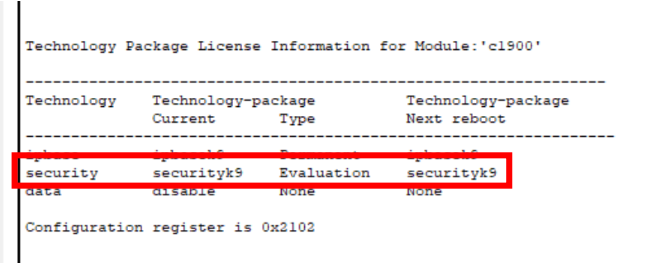 Technology Package License Information for Module:'c1900'
----------------------------------------------------------------
Technology Technology-package Technology-package
Current Type Next reboot
-----------------------------------------------------------------
ipbase ipbasek9 Permanent ipbasek9
security securityk9 Evaluation securityk9
data disable None None
Configuration register is 0x2102